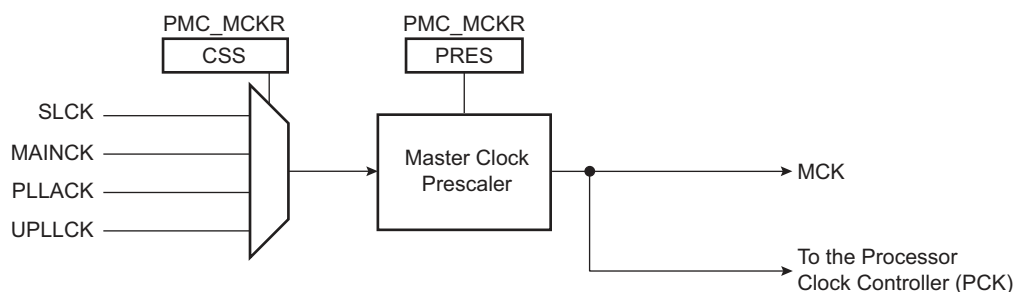 PMC_MCKR
CSS
PMC_MCKR
PRES
SLCK
MAINCK
PLLACK
UPLLCK
Master Clock
Prescaler
MCK
To the Processor
Clock Controller (PCK)